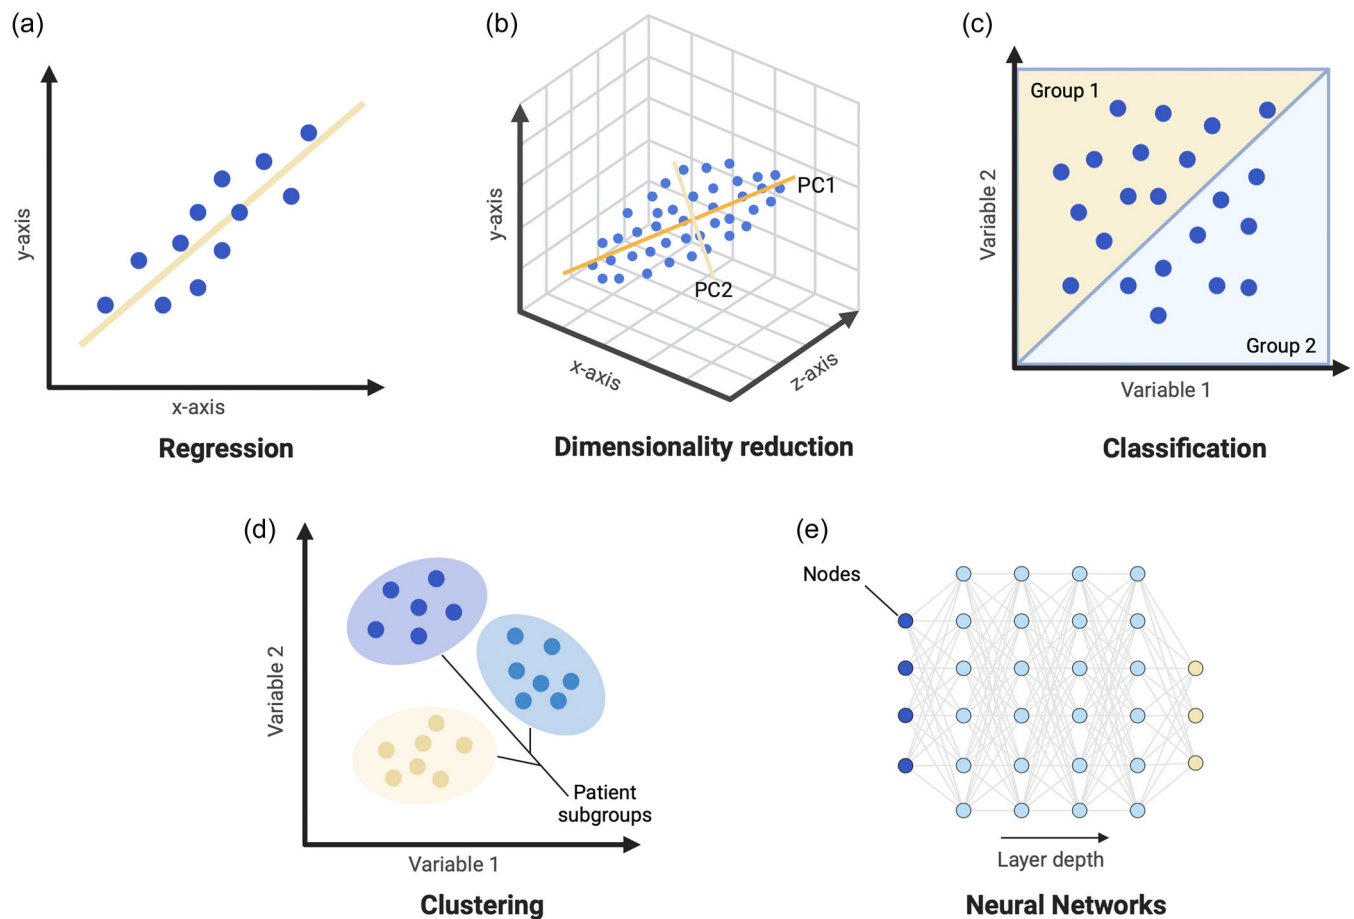 (a)
y-axis
x-axis
Regression
(b)
y-axis
PC1
PC2
x-axis
z-axis
Dimensionality reduction
(c)
Group 1
Variable 2
Group 2
Variable 1
Classification
(d)
Variable 2
Patient
subgroups
Variable 1
Clustering
(e)
Nodes
Layer depth
Neural Networks